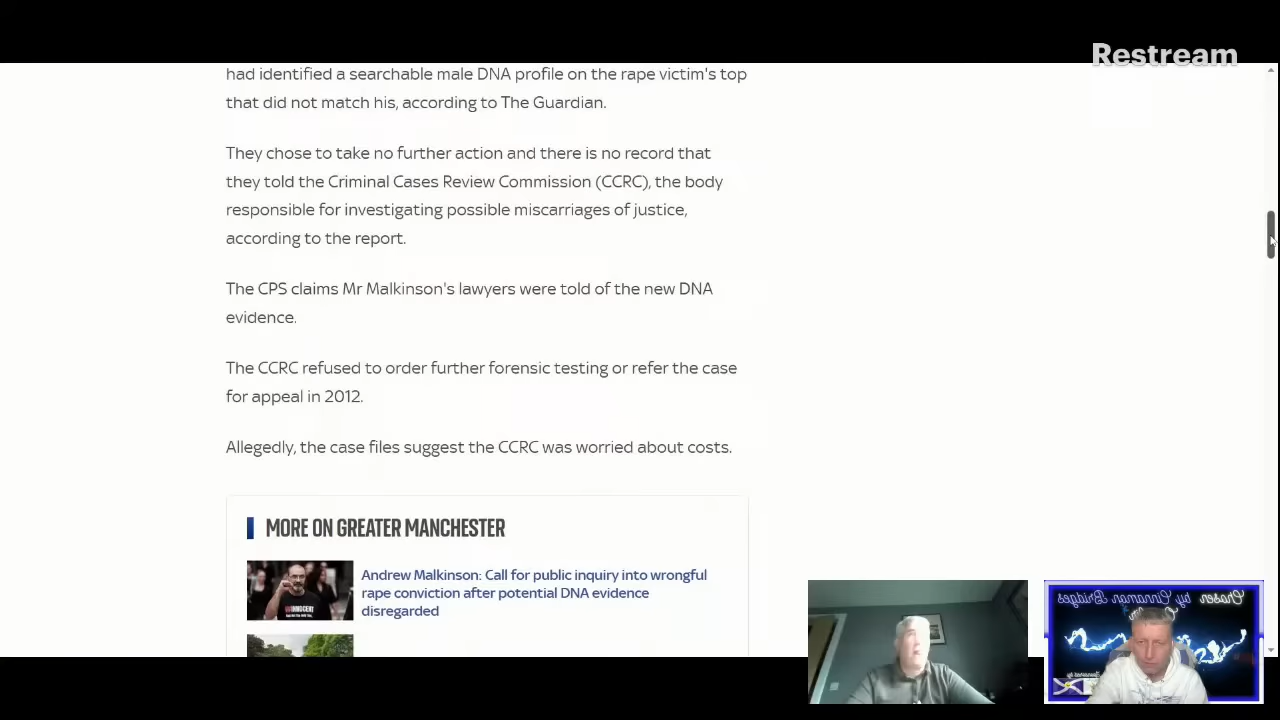 Restream
had identified a searchable male DNA profile on the rape victim's top
that did not match his, according to The Guardian.
They chose to take no further action and there is no record that
they told the Criminal Cases Review Commission (CCRC), the body
responsible for investigating possible miscarriages of justice,
according to the report.
The CPS claims Mr Malkinson's lawyers were told of the new DNA
evidence.
The CCRC refused to order further forensic testing or refer the case
for appeal in 2012.
Allegedly, the case files suggest the CCRC was worried about costs.
MORE ON GREATER MANCHESTER
Andrew Malkinson: Call for public inquiry into wrongful
rape conviction after potential DNA evidence
disregarded
INNOCENT
Chaser by Cinnamon Bridges